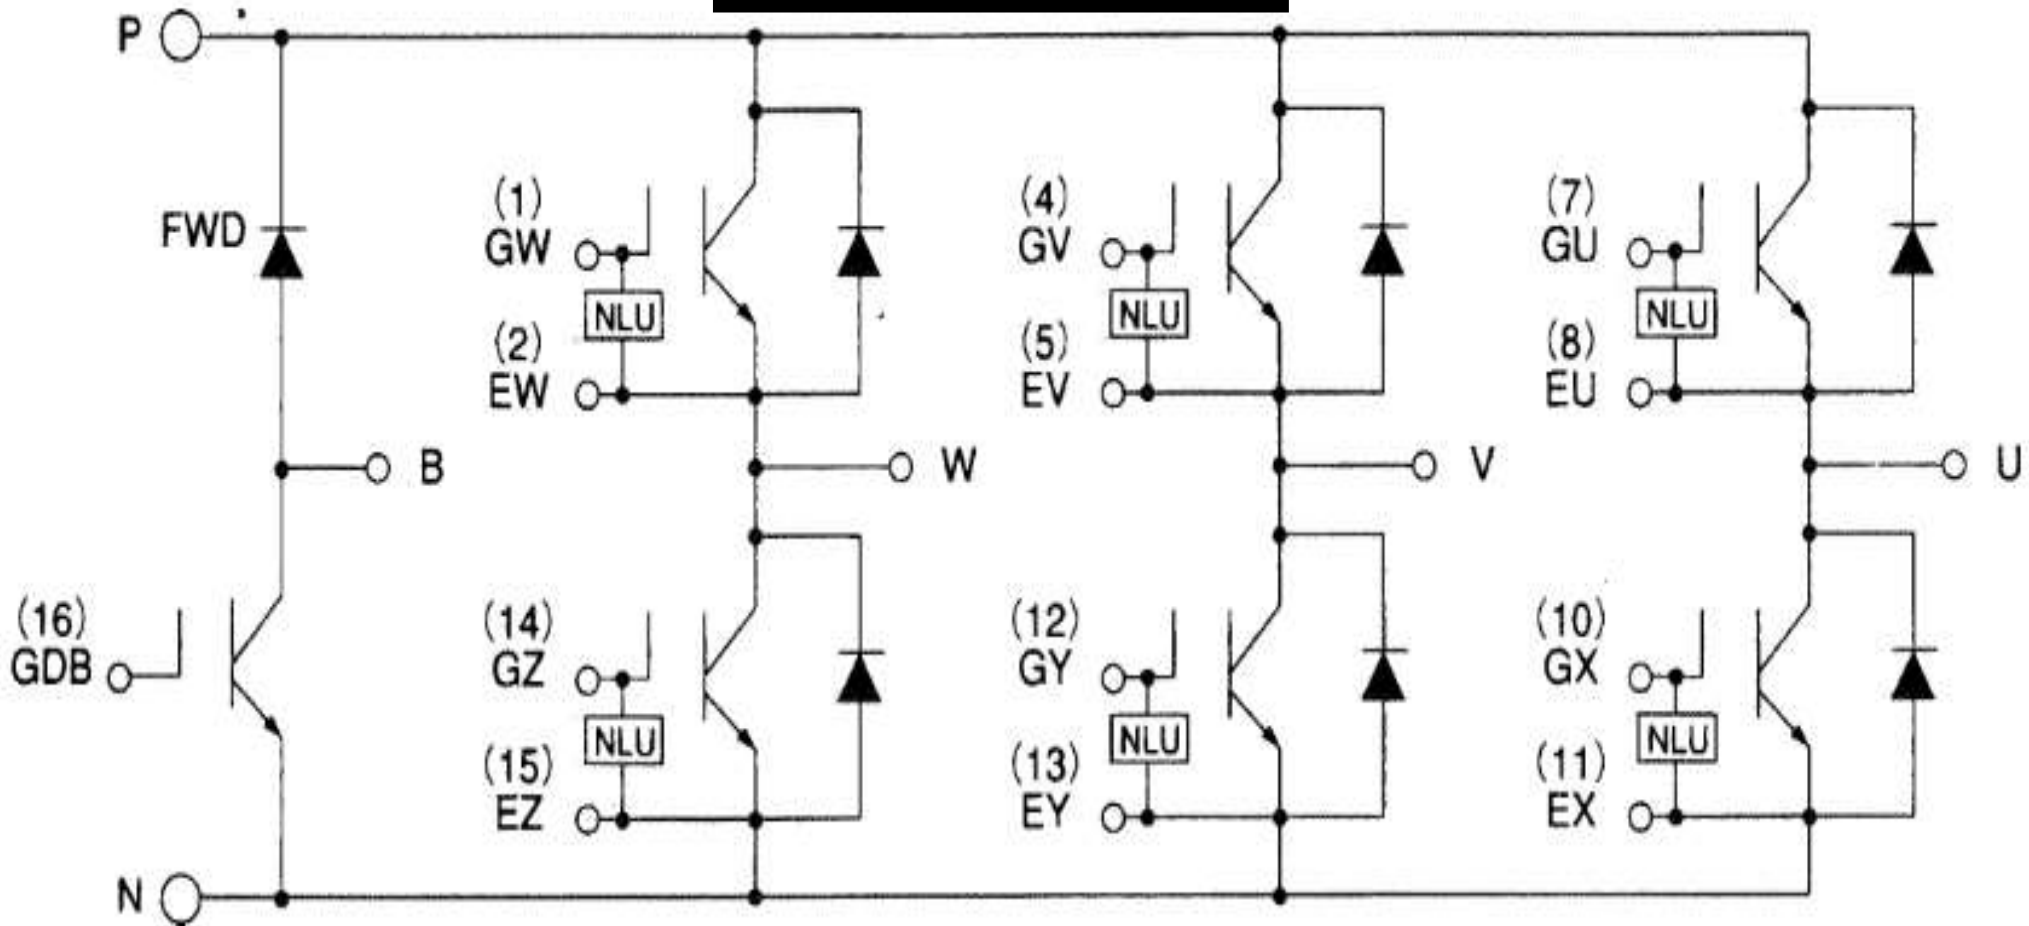 P
FWD
(1)
GW
NLU
(2)
EW
(4)
GV
NLU
(5)
EV
(7)
GU
NLU
(8)
EU
B
W
V
U
(16)
GDB
(14)
GZ
NLU
(15)
EZ
(12)
GY
NLU
(13)
EY
(10)
GX
NLU
(11)
EX
N